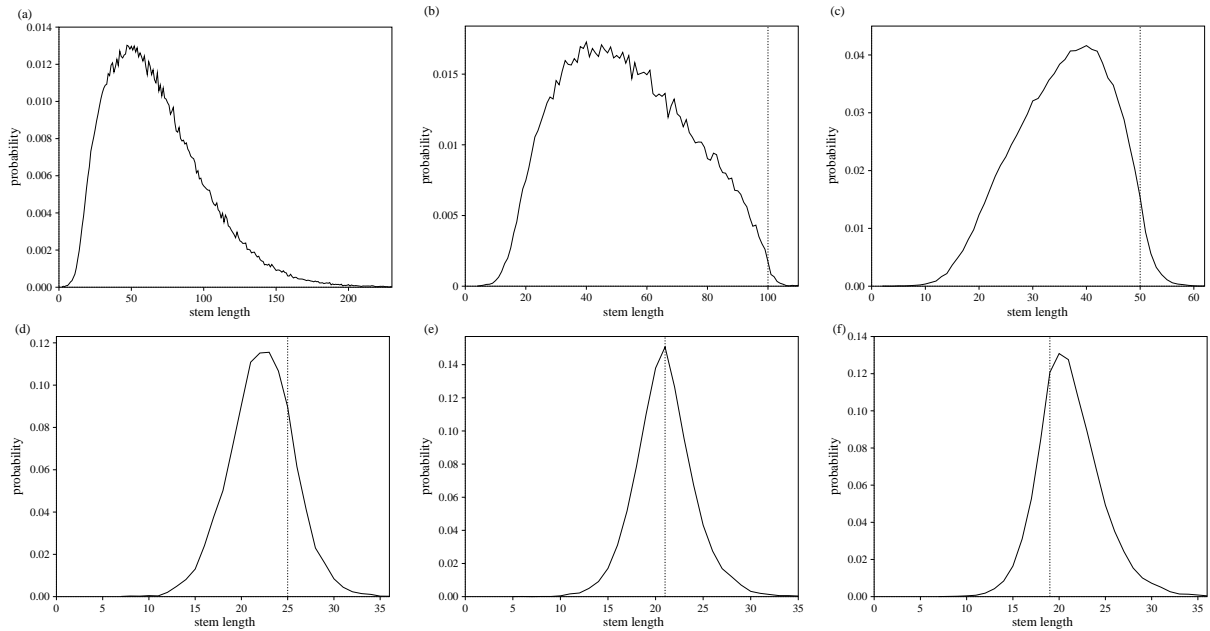 (a)
0.014
0.012
0.010
0.008
0.006
0.004
0.002
0.000
probability
0 50 100 150 200
stem length
(b)
0.015
0.01
0.005
0
probability
0 20 40 60 80 100
stem length
(c)
0.04
0.03
0.02
0.01
0.00
probability
0 10 20 30 40 50 60
stem length
(d)
0.12
0.10
0.08
0.06
0.04
0.02
0.00
probability
0 5 10 15 20 25 30 35
stem length
(e)
0.14
0.12
0.10
0.08
0.06
0.04
0.02
0.00
probability
0 5 10 15 20 25 30 35
stem length
(f)
0.14
0.12
0.10
0.08
0.06
0.04
0.02
0.00
probability
0 5 10 15 20 25 30 35
stem length